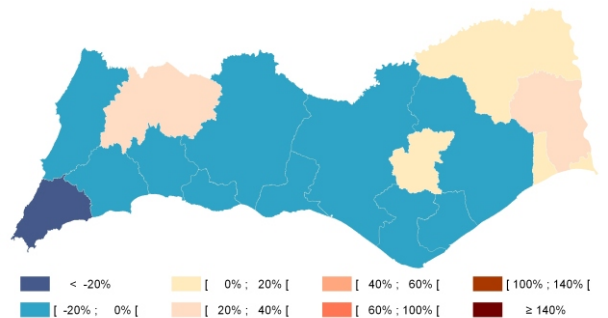 < -20% [ 0% ; 20% [ [ 40% ; 60% [ [ 100% ; 140% [
[ -20% ; 0% [ [ 20% ; 40% [ [ 60% ; 100% [ ≥ 140%